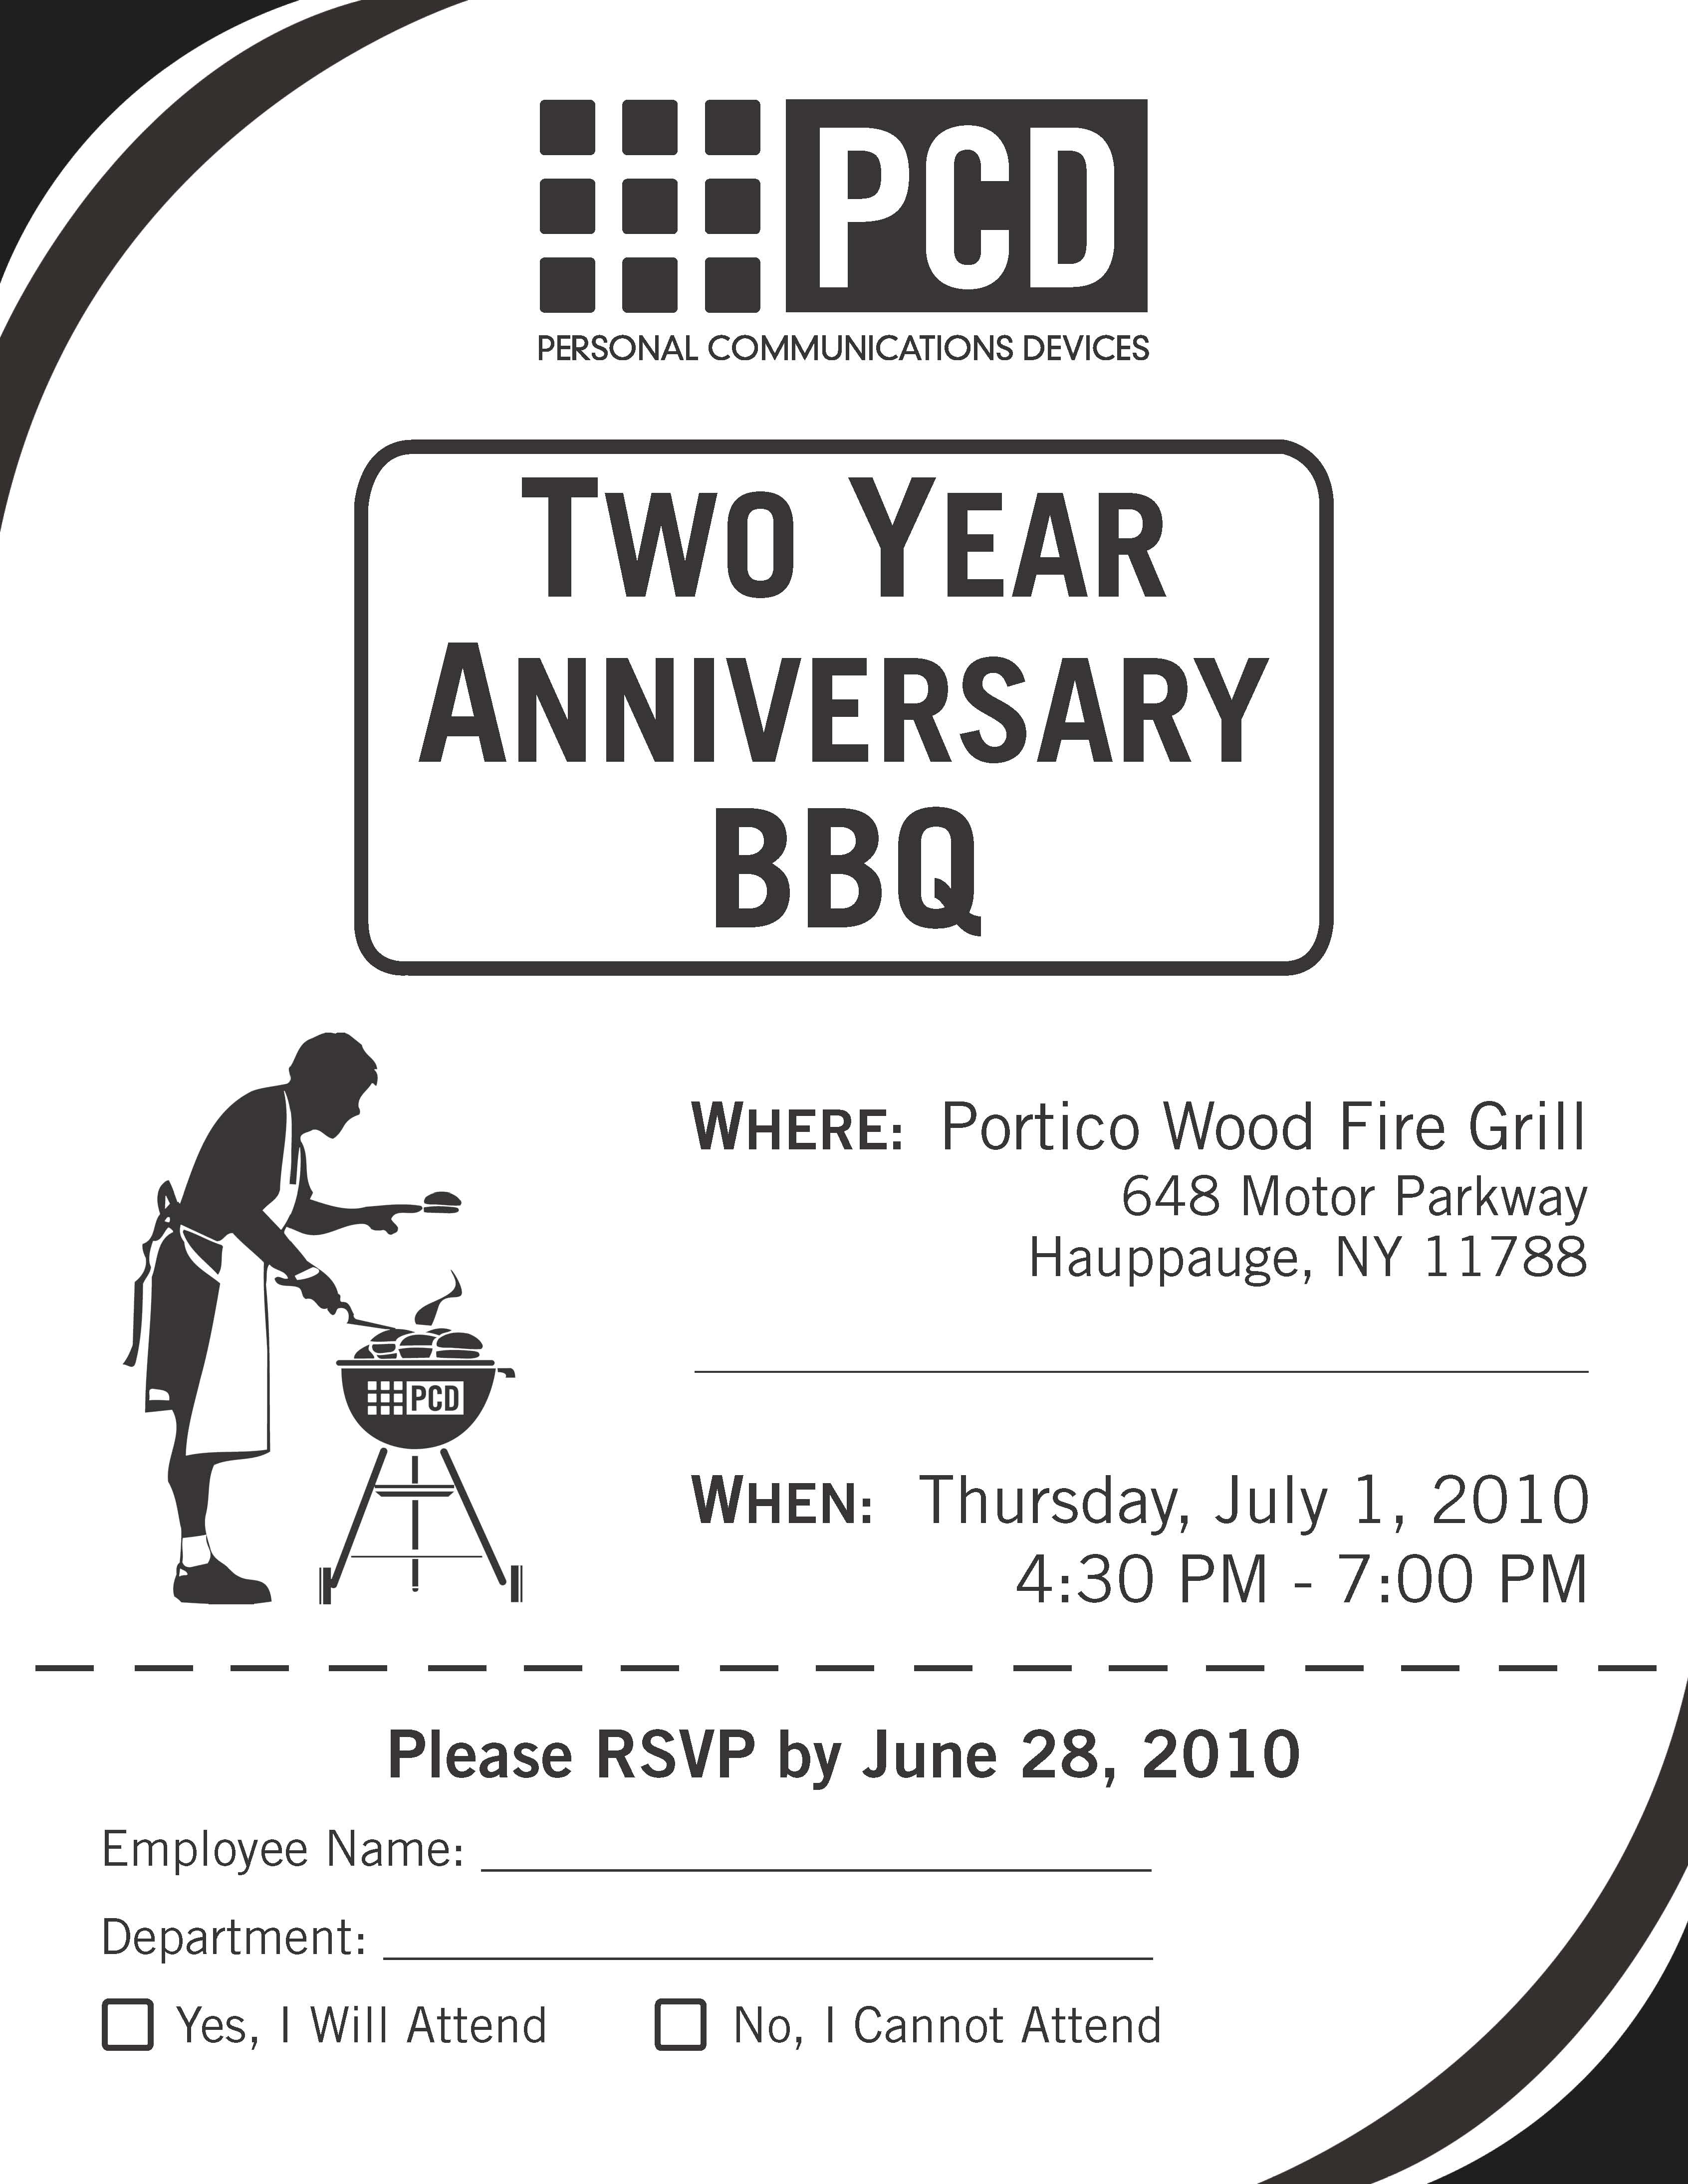 PCD
PERSONAL COMMUNICATIONS DEVICES
TWO YEAR
ANNIVERSARY
BBQ
WHERE: Portico Wood Fire Grill
648 Motor Parkway
Hauppauge, NY 11788
PCD
WHEN: Thursday, July 1, 2010
4:30 PM - 7:00 PM
Please RSVP by June 28, 2010
Employee Name:
Department:
Yes, I Will Attend
No, I Cannot Attend